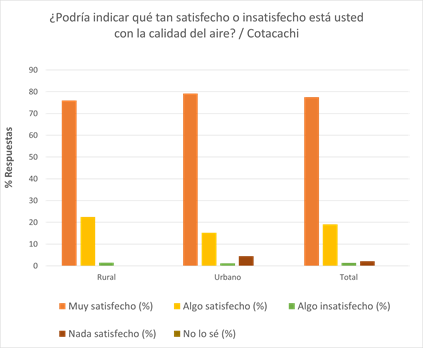 ¿Podría indicar qué tan satisfecho o insatisfecho está usted
con la calidad del aire? / Cotacachi
% Respuestas
90
80
70
60
50
40
30
20
10
0
Rural Urbano Total
Muy satisfecho (%) Algo satisfecho (%) Algo insatisfecho (%)
Nada satisfecho (%) No lo sé (%)